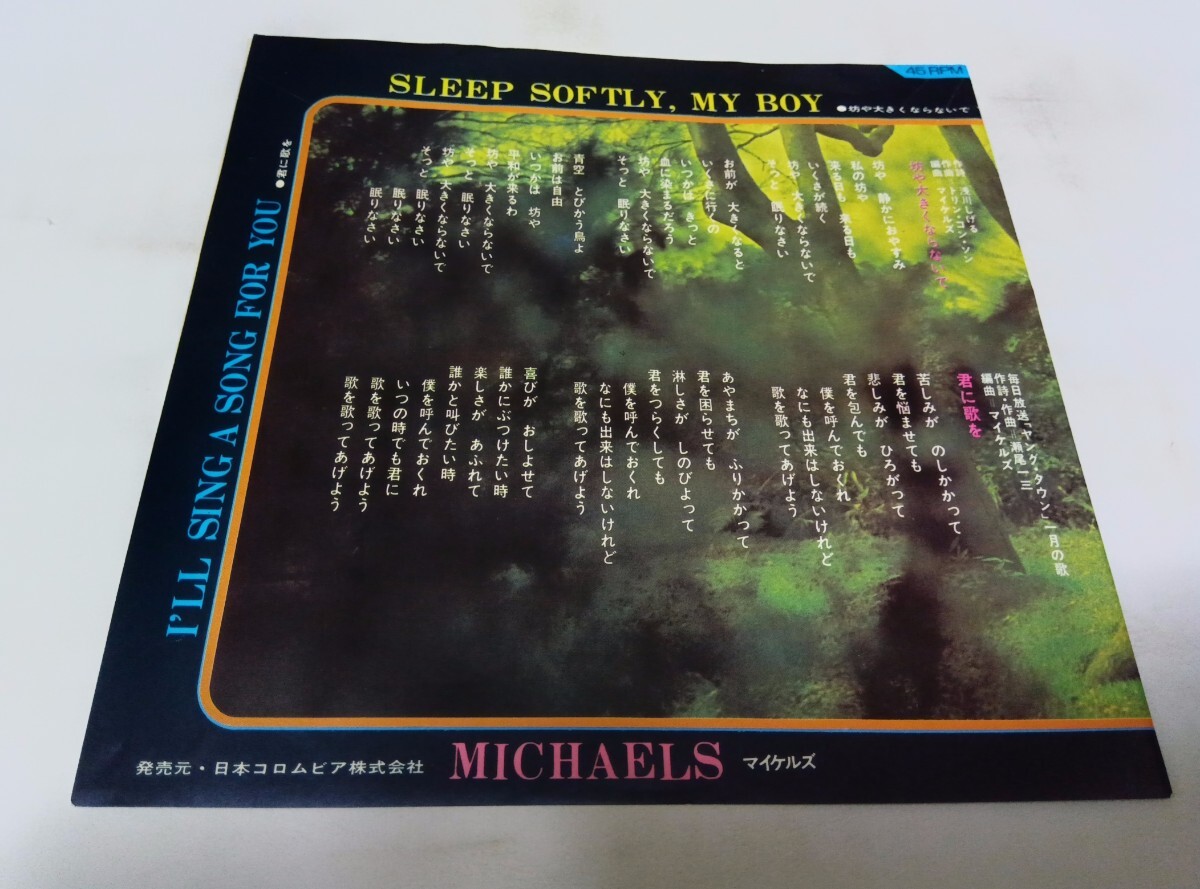 45 RPM
SLEEP SOFTLY, MY BOY
●坊や大きくならないで
坊や大きくならないで
作詩=浅川しげる
作曲=トリン・コン・ソン
編曲=マイケルズ
坊や 静かにおやすみ
私の坊や
来る日も 来る日も
いくさが続く
坊や 大きくならないで
そっと 眠りなさい
お前が 大きくなると
いくさに行くの
いつかは きっと
血に染まるだろう
坊や 大きくならないで
そっと 眠りなさい
青空 とびかう鳥よ
お前は自由
いつかは 坊や
平和が来るわ
坊や 大きくならないで
そっと 眠りなさい
坊や 大きくならないで
そっと 眠りなさい
眠りなさい
眠りなさい
I'LL SING A SONG FOR YOU
●君に歌を
毎日放送「ヤングタウン」一月の歌
君に歌を
作詩・作曲=瀬尾一三
編曲=マイケルズ
苦しみが のしかかって
君を悩ませても
悲しみが ひろがって
君を包んでも
僕を呼んでおくれ
なにも出来はしないけれど
歌を歌ってあげよう
あやまちが ふりかかって
君を困らせても
淋しさが しのびよって
君をつらくしても
僕を呼んでおくれ
なにも出来はしないけれど
歌を歌ってあげよう
喜びが おしよせて
誰かにぶつけたい時
楽しさが あふれて
誰かと叫びたい時
僕を呼んでおくれ
いつの時でも君に
歌を歌ってあげよう
歌を歌ってあげよう
発売元・日本コロムビア株式会社
MICHAELS
マイケルズ